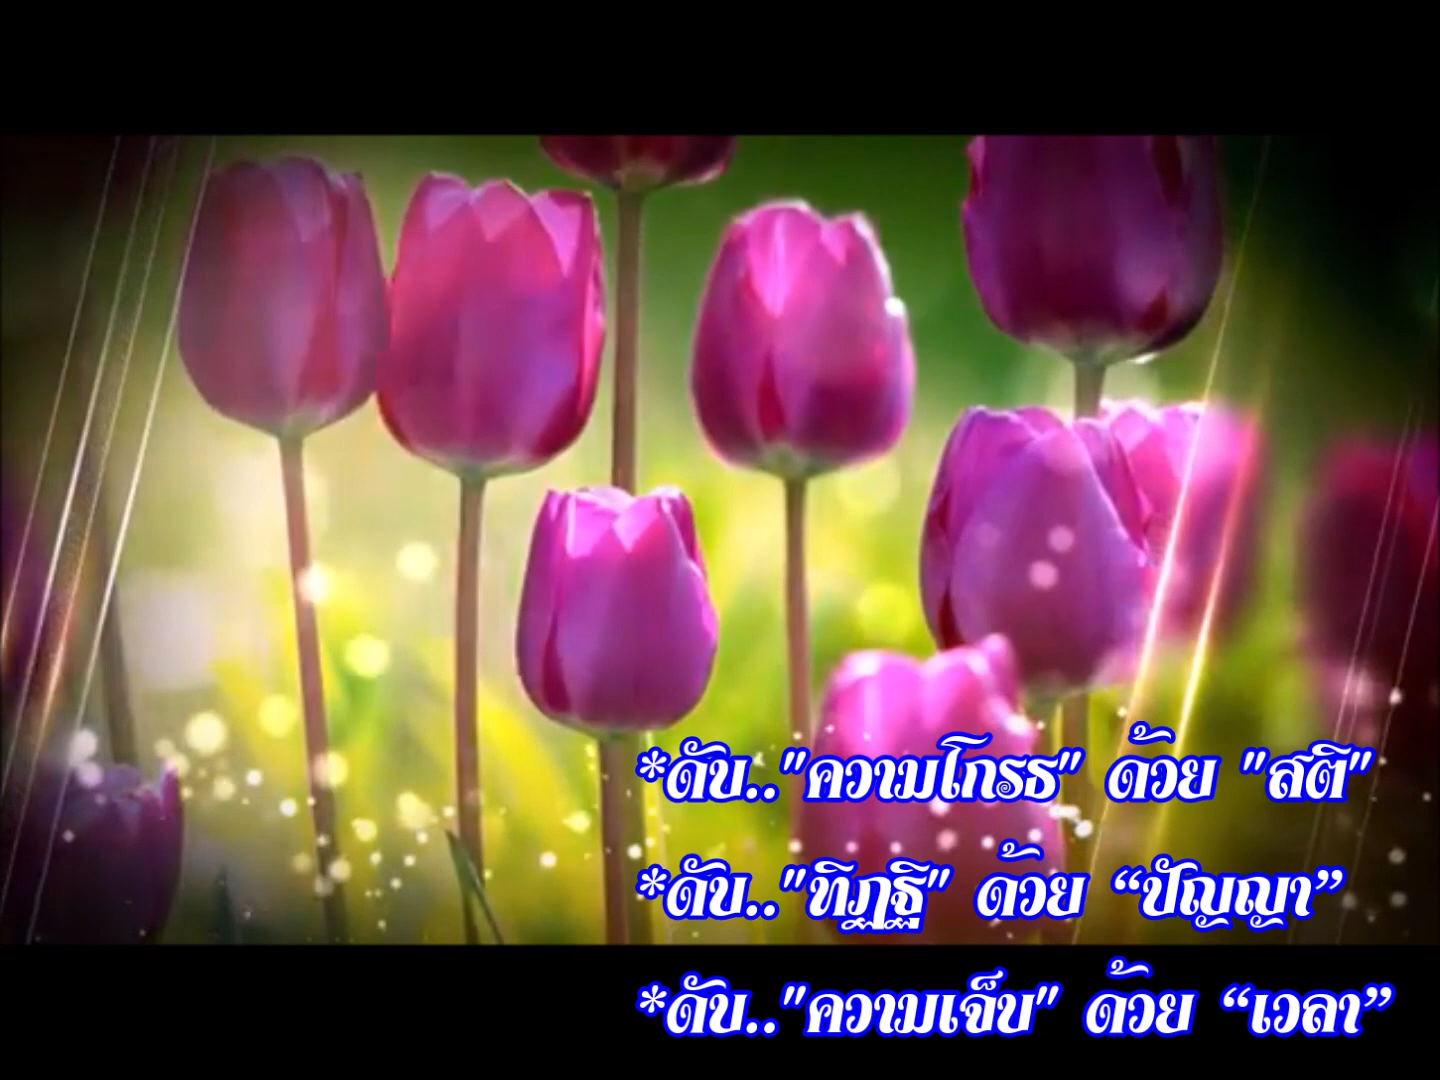 *ดับ.."ความโกรธ" ด้วย "สติ"
*ดับ.."ทิฏฐิ" ด้วย “ปัญญา”
*ดับ.."ความเจ็บ" ด้วย “เวลา”